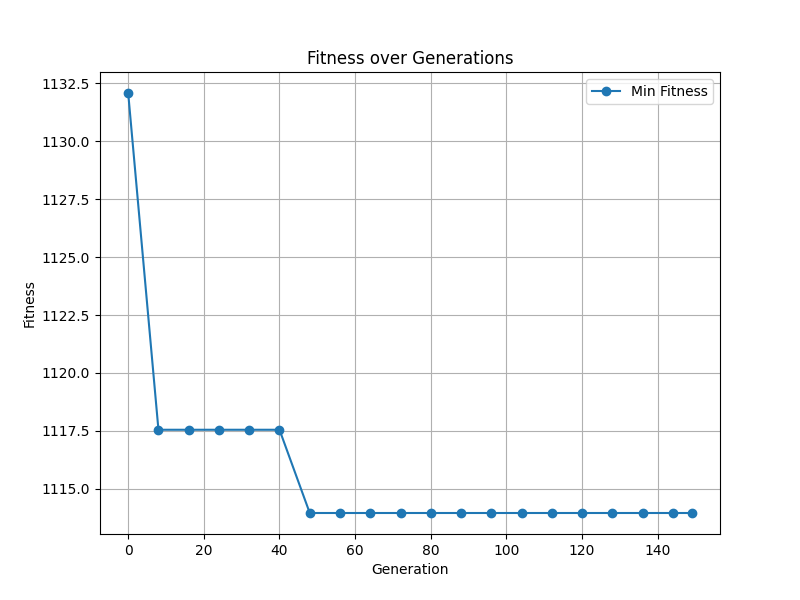 Fitness over Generations
Min Fitness
Fitness
1132.5
1130.0
1127.5
1125.0
1122.5
1120.0
1117.5
1115.0
0 20 40 60 80 100 120 140
Generation